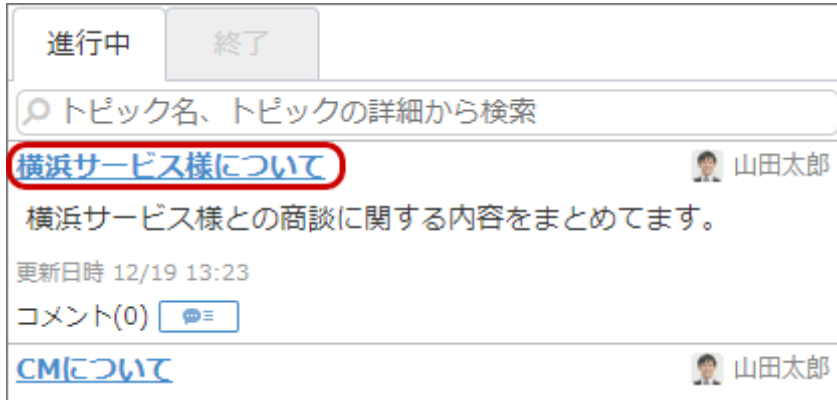 進行中 終了
トピック名、トピックの詳細から検索
横浜サービス様について 山田太郎
横浜サービス様との商談に関する内容をまとめてます。
更新日時 12/19 13:23
コメント(0)
CMについて 山田太郎